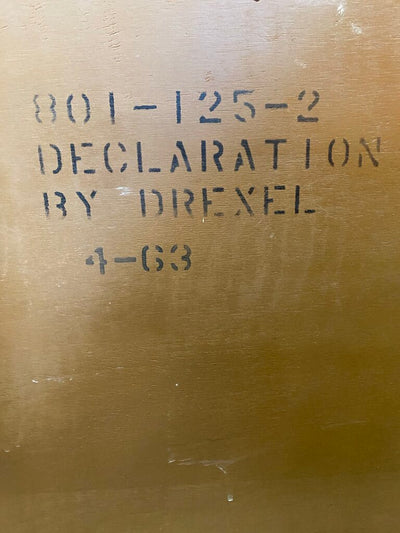 801-125-2
DECLARATION
BY DREXEL
4-63